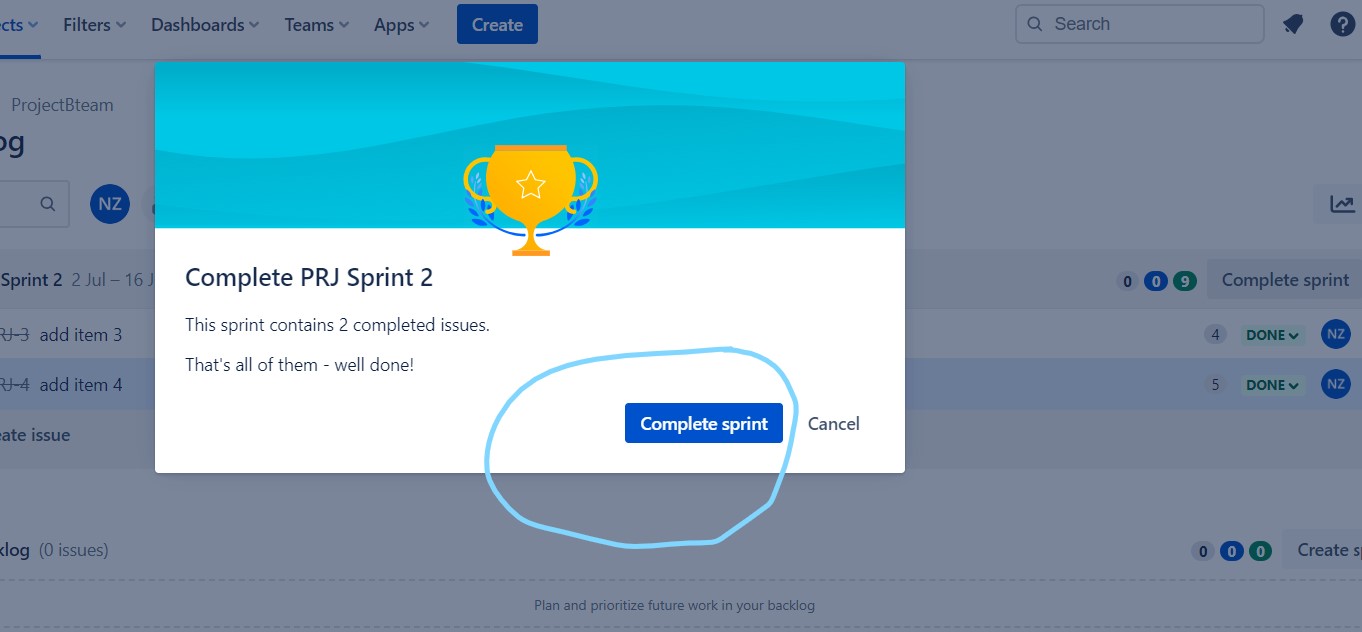 cts Filters Dashboards Teams Apps Create Search
ProjectBteam
og
NZ
Complete PRJ Sprint 2
This sprint contains 2 completed issues.
That's all of them - well done!
Complete sprint Cancel
Sprint 2 2 Jul – 16 J 0 0 9 Complete sprint
RJ-3 add item 3 4 DONE NZ
RJ-4 add item 4 5 DONE NZ
eate issue
klog (0 issues) 0 0 0 Create sp
Plan and prioritize future work in your backlog